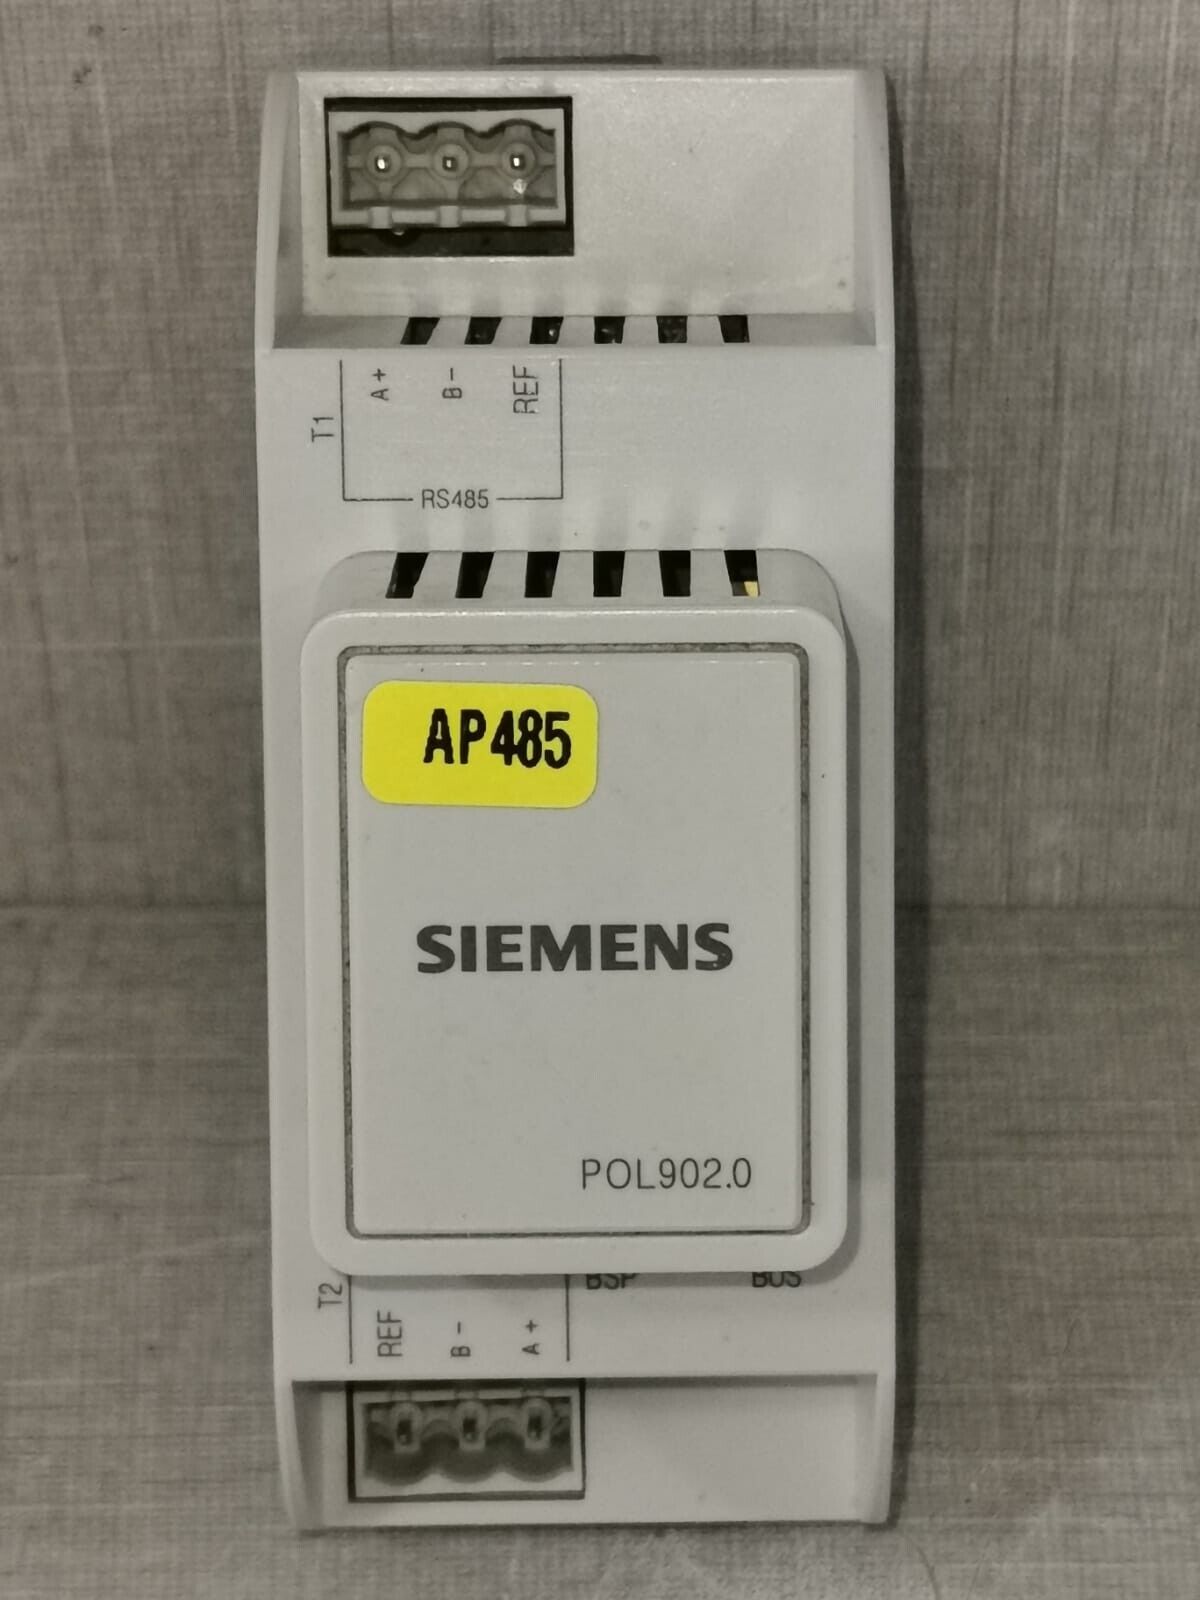 A+ B- REF
T1
RS485
AP485
SIEMENS
POL902.0
BSP BUS
T2
REF B- A+